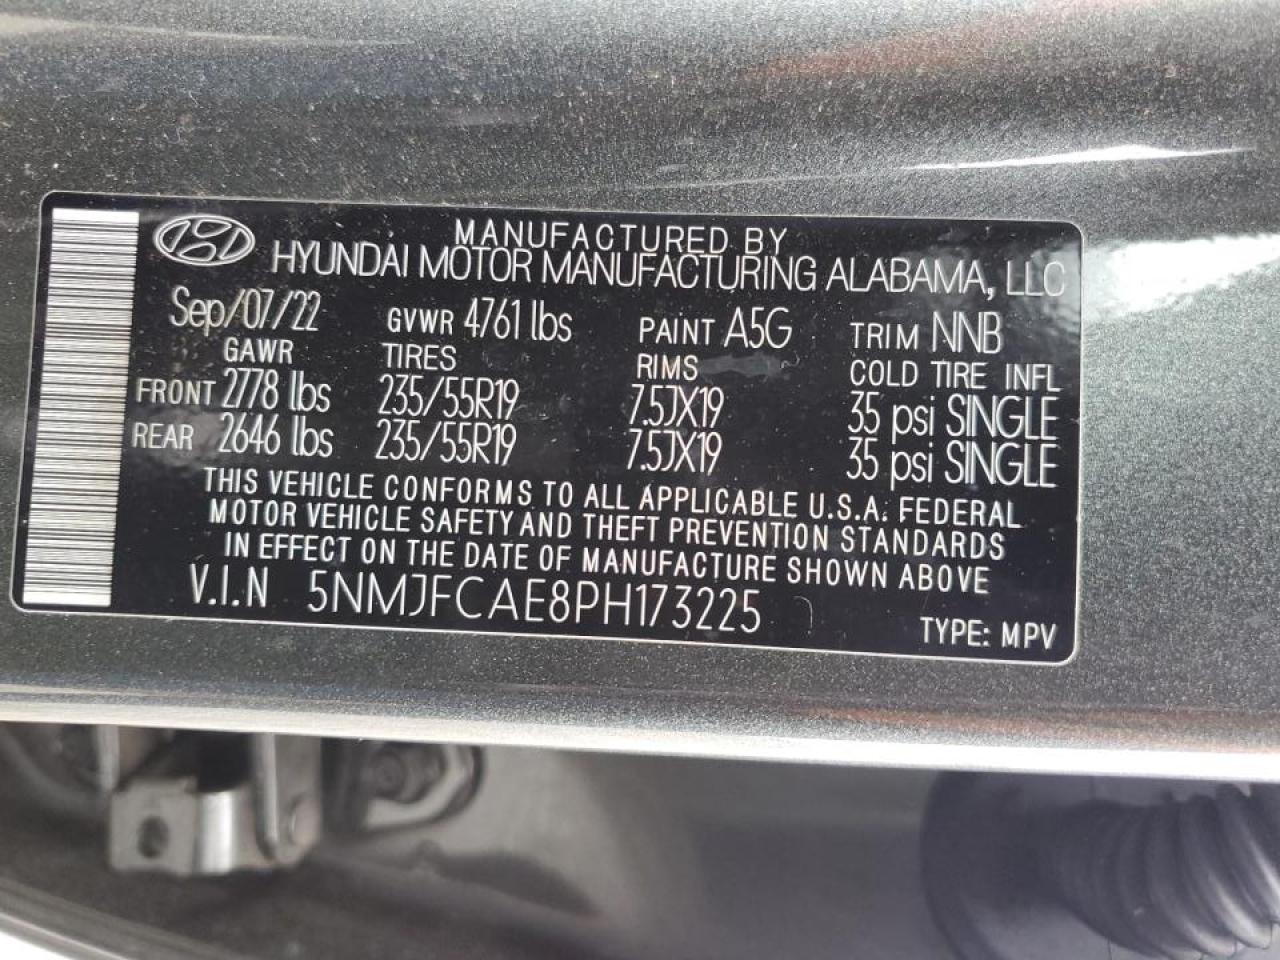 MANUFACTURED BY
HYUNDAI MOTOR MANUFACTURING ALABAMA, LLC
Sep/07/22 GVWR 4761 lbs PAINT A5G TRIM NNB
GAWR TIRES RIMS COLD TIRE INFL
FRONT 2778 lbs 235/55R19 7.5JX19 35 psi SINGLE
REAR 2646 lbs 235/55R19 7.5JX19 35 psi SINGLE
THIS VEHICLE CONFORMS TO ALL APPLICABLE U.S.A. FEDERAL
MOTOR VEHICLE SAFETY AND THEFT PREVENTION STANDARDS
IN EFFECT ON THE DATE OF MANUFACTURE SHOWN ABOVE
V.I.N 5NMJFCAE8PH173225
TYPE: MPV